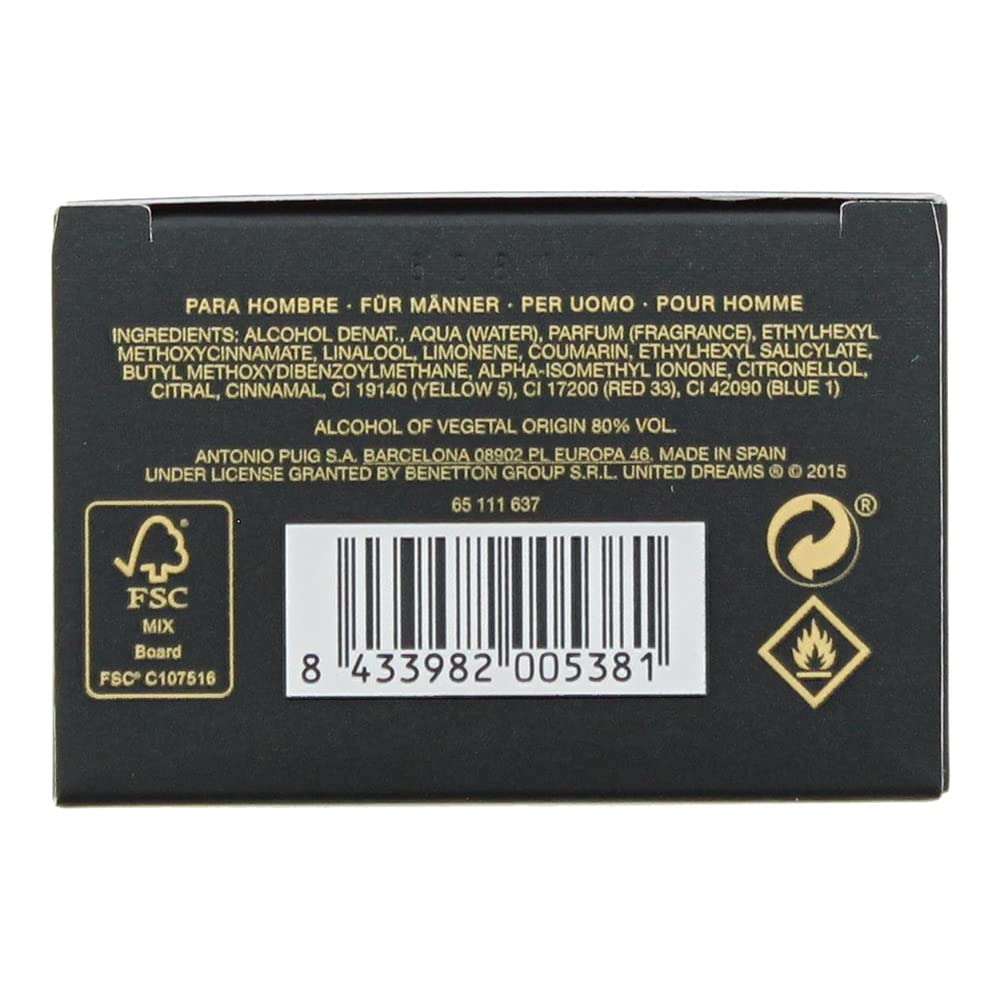 PARA HOMBRE · FÜR MÄNNER · PER UOMO · POUR HOMME
INGREDIENTS: ALCOHOL DENAT., AQUA (WATER), PARFUM (FRAGRANCE), ETHYLHEXYL
METHOXYCINNAMATE, LINALOOL, LIMONENE, COUMARIN, ETHYLHEXYL SALICYLATE,
BUTYL METHOXYDIBENZOYLMETHANE, ALPHA-ISOMETHYL IONONE, CITRONELLOL,
CITRAL, CINNAMAL, CI 19140 (YELLOW 5), CI 17200 (RED 33), CI 42090 (BLUE 1)
ALCOHOL OF VEGETAL ORIGIN 80% VOL.
ANTONIO PUIG S.A. BARCELONA 08902 PL EUROPA 46. MADE IN SPAIN
UNDER LICENSE GRANTED BY BENETTON GROUP S.R.L. UNITED DREAMS ® © 2015
65 111 637
FSC
MIX
Board
FSC® C107516
8 433982 005381
®